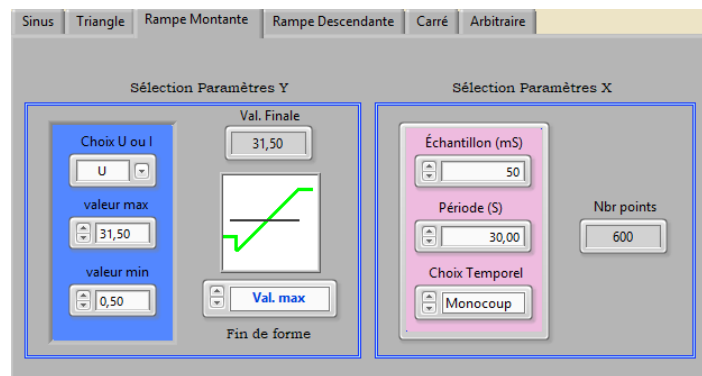 Sinus Triangle Rampe Montante Rampe Descendante Carré Arbitraire
Sélection Paramètres Y
Choix U ou I
U
valeur max
31,50
valeur min
0,50
Val. Finale
31,50
Val. max
Fin de forme
Sélection Paramètres X
Échantillon (mS)
50
Période (S)
30,00
Choix Temporel
Monocoup
Nbr points
600